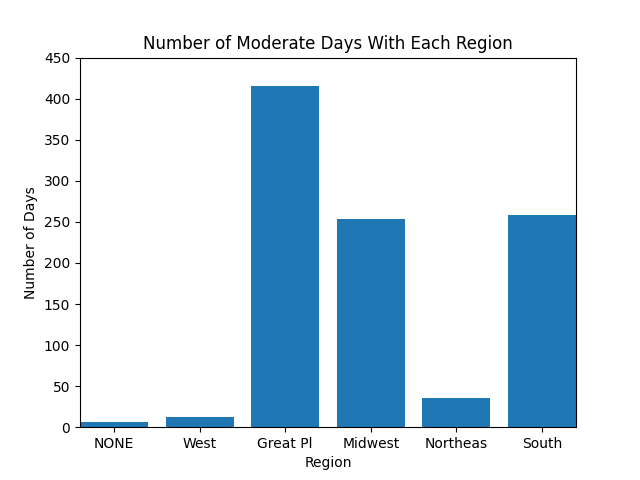 Number of Moderate Days With Each Region
450
400
350
300
250
200
150
100
50
0
Number of Days
NONE West Great Pl Midwest Northeas South
Region